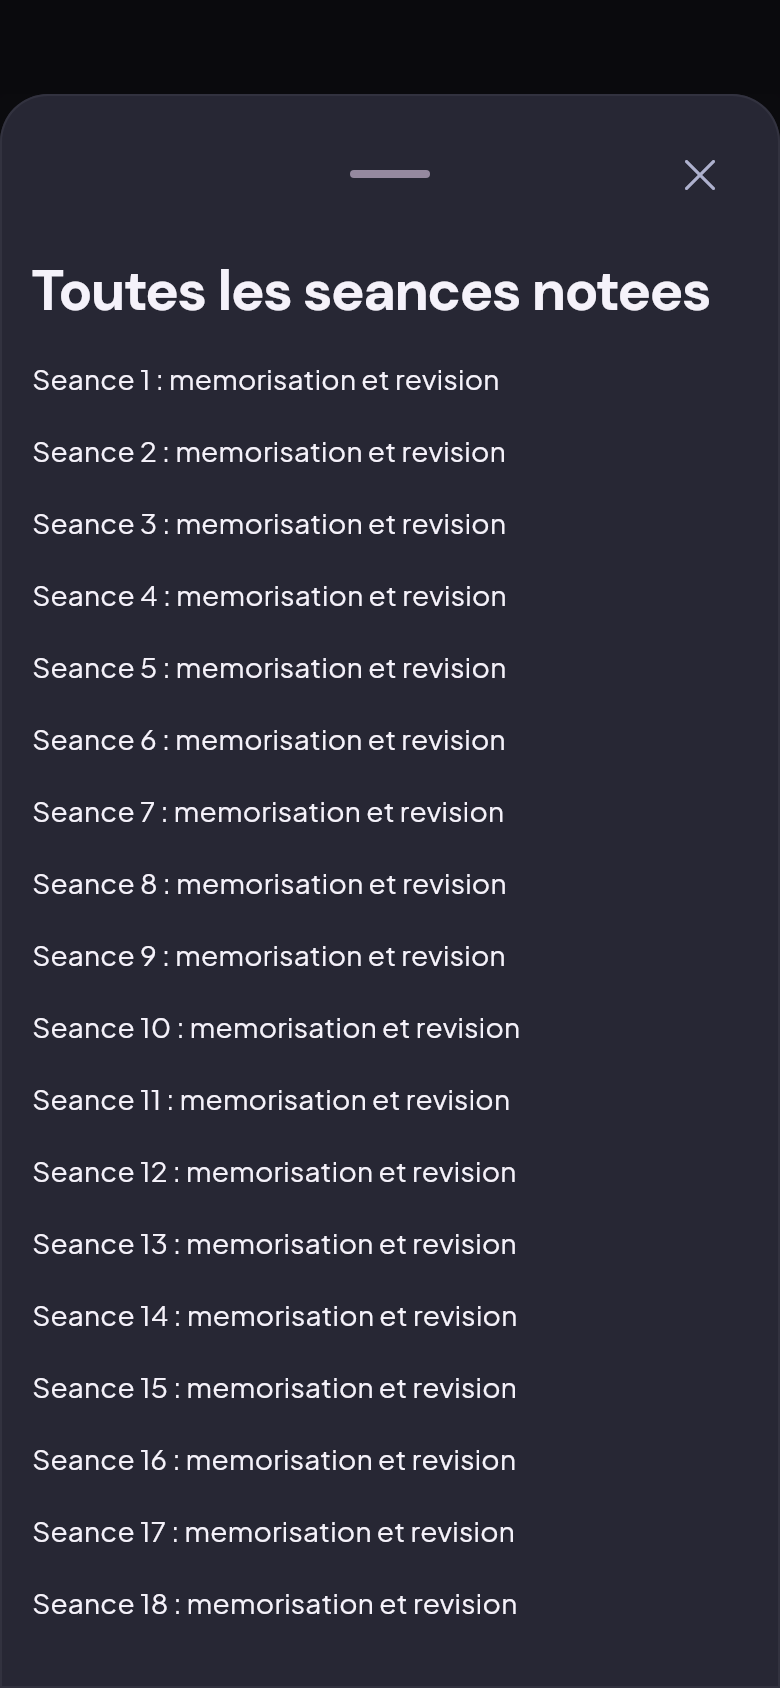 Toutes les seances notees
Seance 1 : memorisation et revision
Seance 2 : memorisation et revision
Seance 3 : memorisation et revision
Seance 4 : memorisation et revision
Seance 5 : memorisation et revision
Seance 6 : memorisation et revision
Seance 7 : memorisation et revision
Seance 8 : memorisation et revision
Seance 9 : memorisation et revision
Seance 10 : memorisation et revision
Seance 11 : memorisation et revision
Seance 12 : memorisation et revision
Seance 13 : memorisation et revision
Seance 14 : memorisation et revision
Seance 15 : memorisation et revision
Seance 16 : memorisation et revision
Seance 17 : memorisation et revision
Seance 18 : memorisation et revision